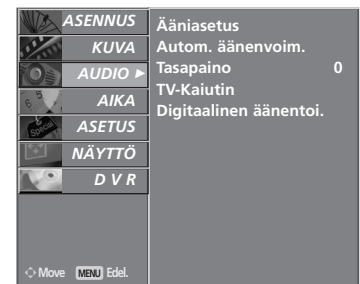 ASENNUS
KUVA
AUDIO
AIKA
ASETUS
NÄYTTÖ
D V R
Ääniasetus
Autom. äänenvoim.
Tasapaino 0
TV-Kaiutin
Digitaalinen äänentoi.
Move MENU Edel.